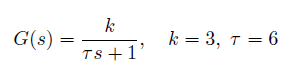 G(s) = k / (τs + 1), k = 3, τ = 6